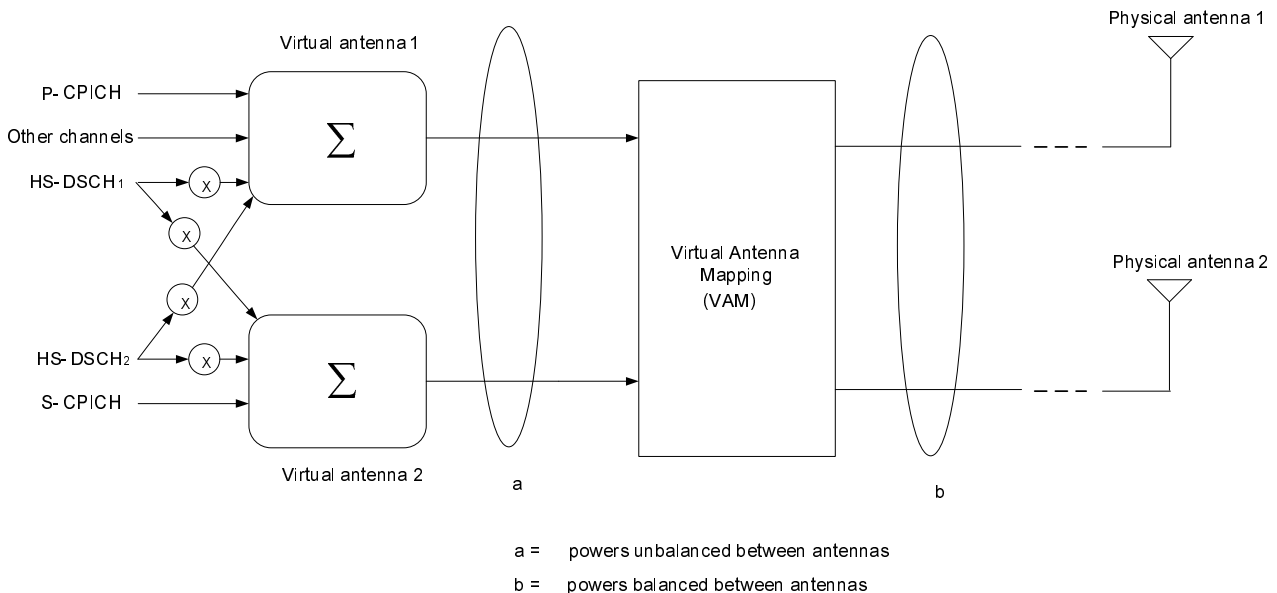 Physical antenna 1
Virtual antenna 1
P- CPICH
Other channels
HS- DSCH1
Σ
X
X
Virtual Antenna
Mapping
(VAM)
Physical antenna 2
X
HS- DSCH2
X
Σ
S- CPICH
Virtual antenna 2
a
b
a = powers unbalanced between antennas
b = powers balanced between antennas